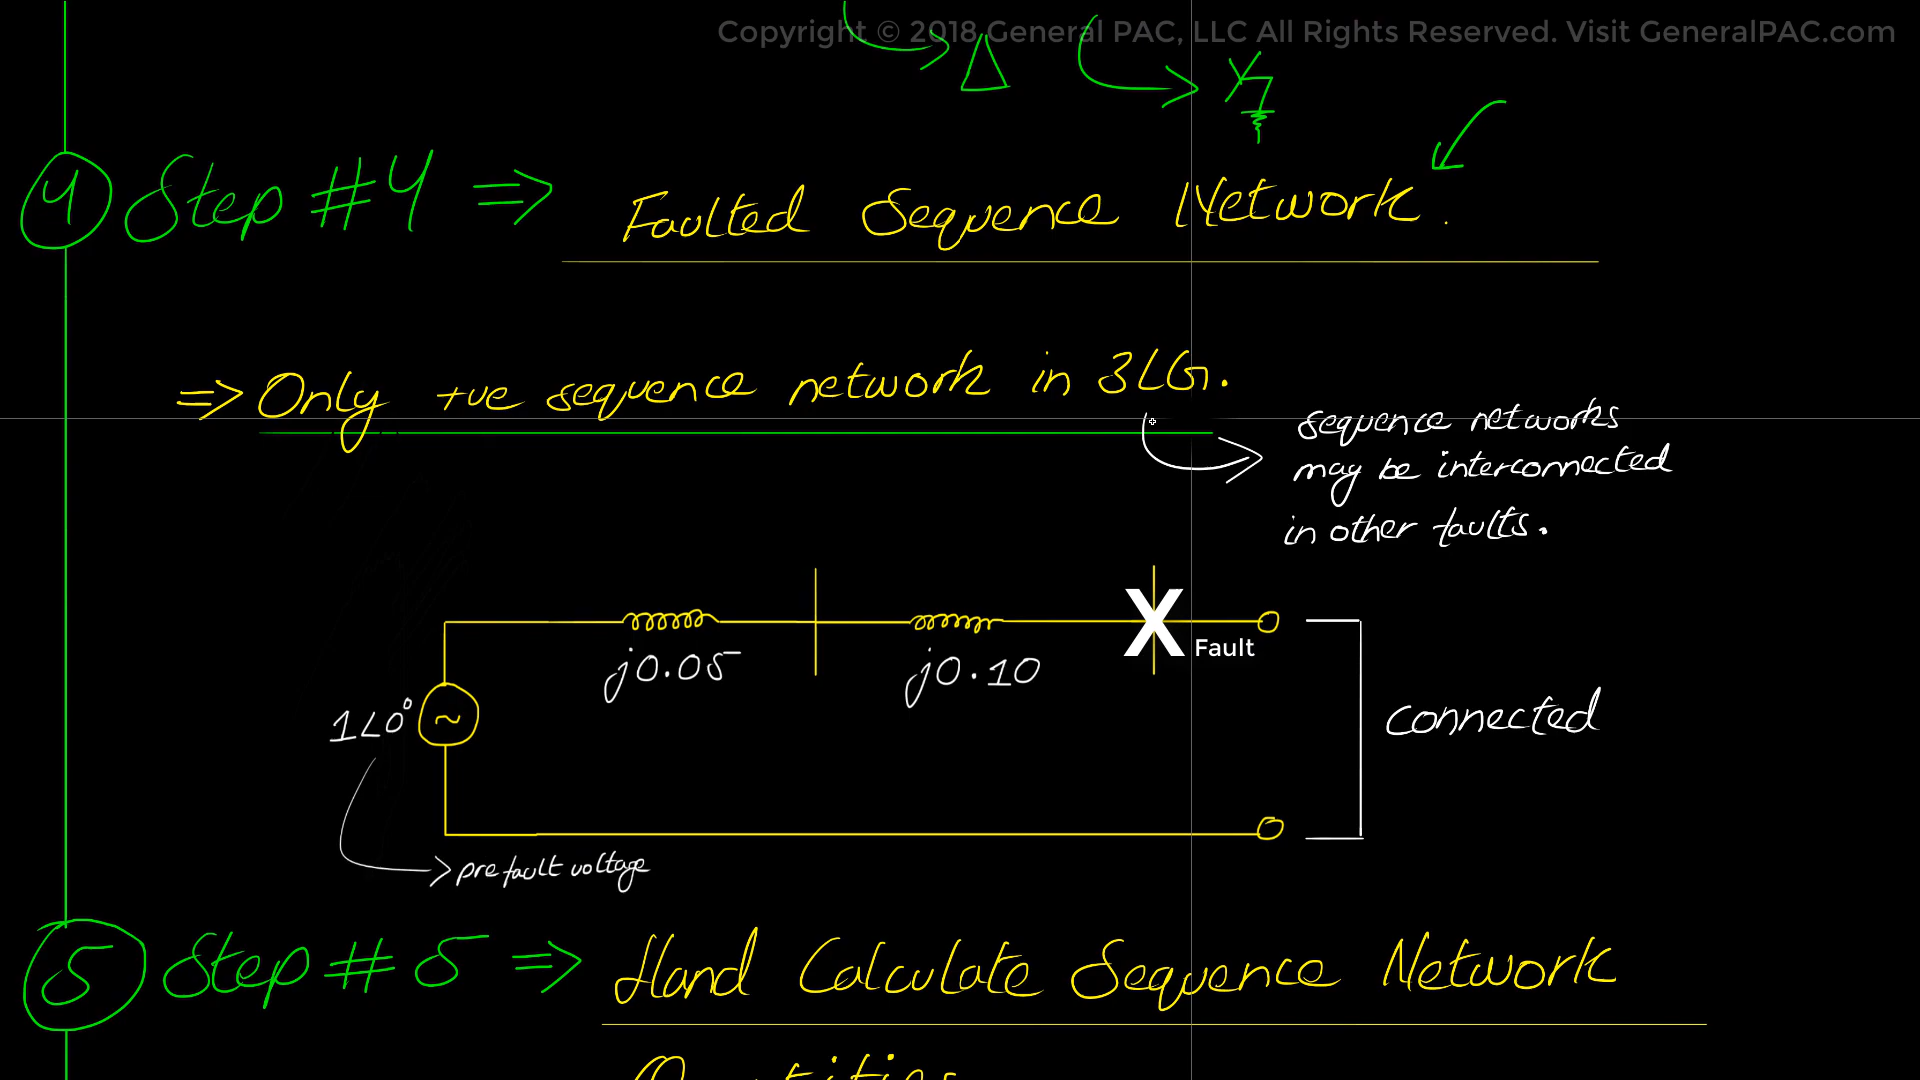 Copyright © 2018 General PAC, LLC All Rights Reserved. Visit GeneralPAC.com
Δ
Y
4 Step #4 => Faulted Sequence Network.
=> Only +ve sequence network in 3LG.
sequence networks
may be interconnected
in other faults.
j0.05
j0.10
X Fault
1∠0°
~
connected
prefault voltage
5 Step #5 => Hand Calculate Sequence Network